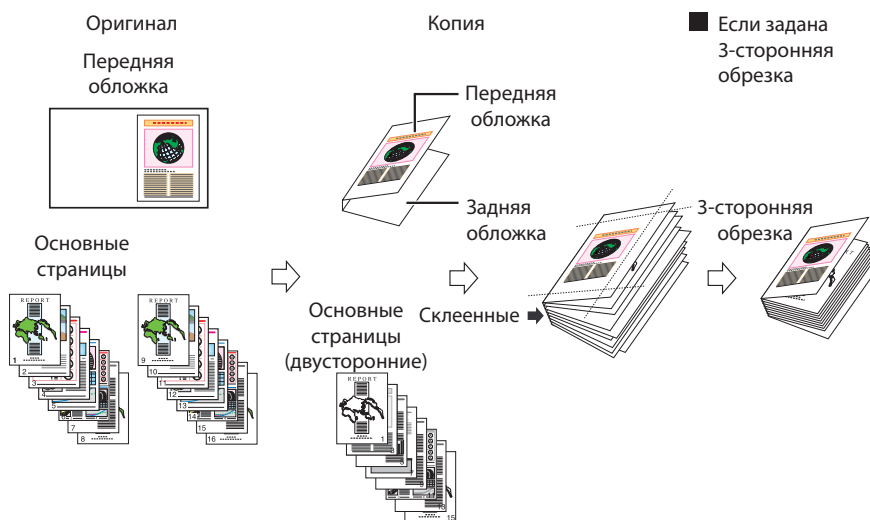 Оригинал
Передняя
обложка
Основные
страницы
REPORT
1
2
3
4
5
6
7
8
REPORT
9
10
11
12
13
14
15
16
Копия
Передняя
обложка
Задняя
обложка
Основные
страницы
(двусторонние)
REPORT
1
15
Склеенные
Если задана
3-сторонняя
обрезка
3-сторонняя
обрезка